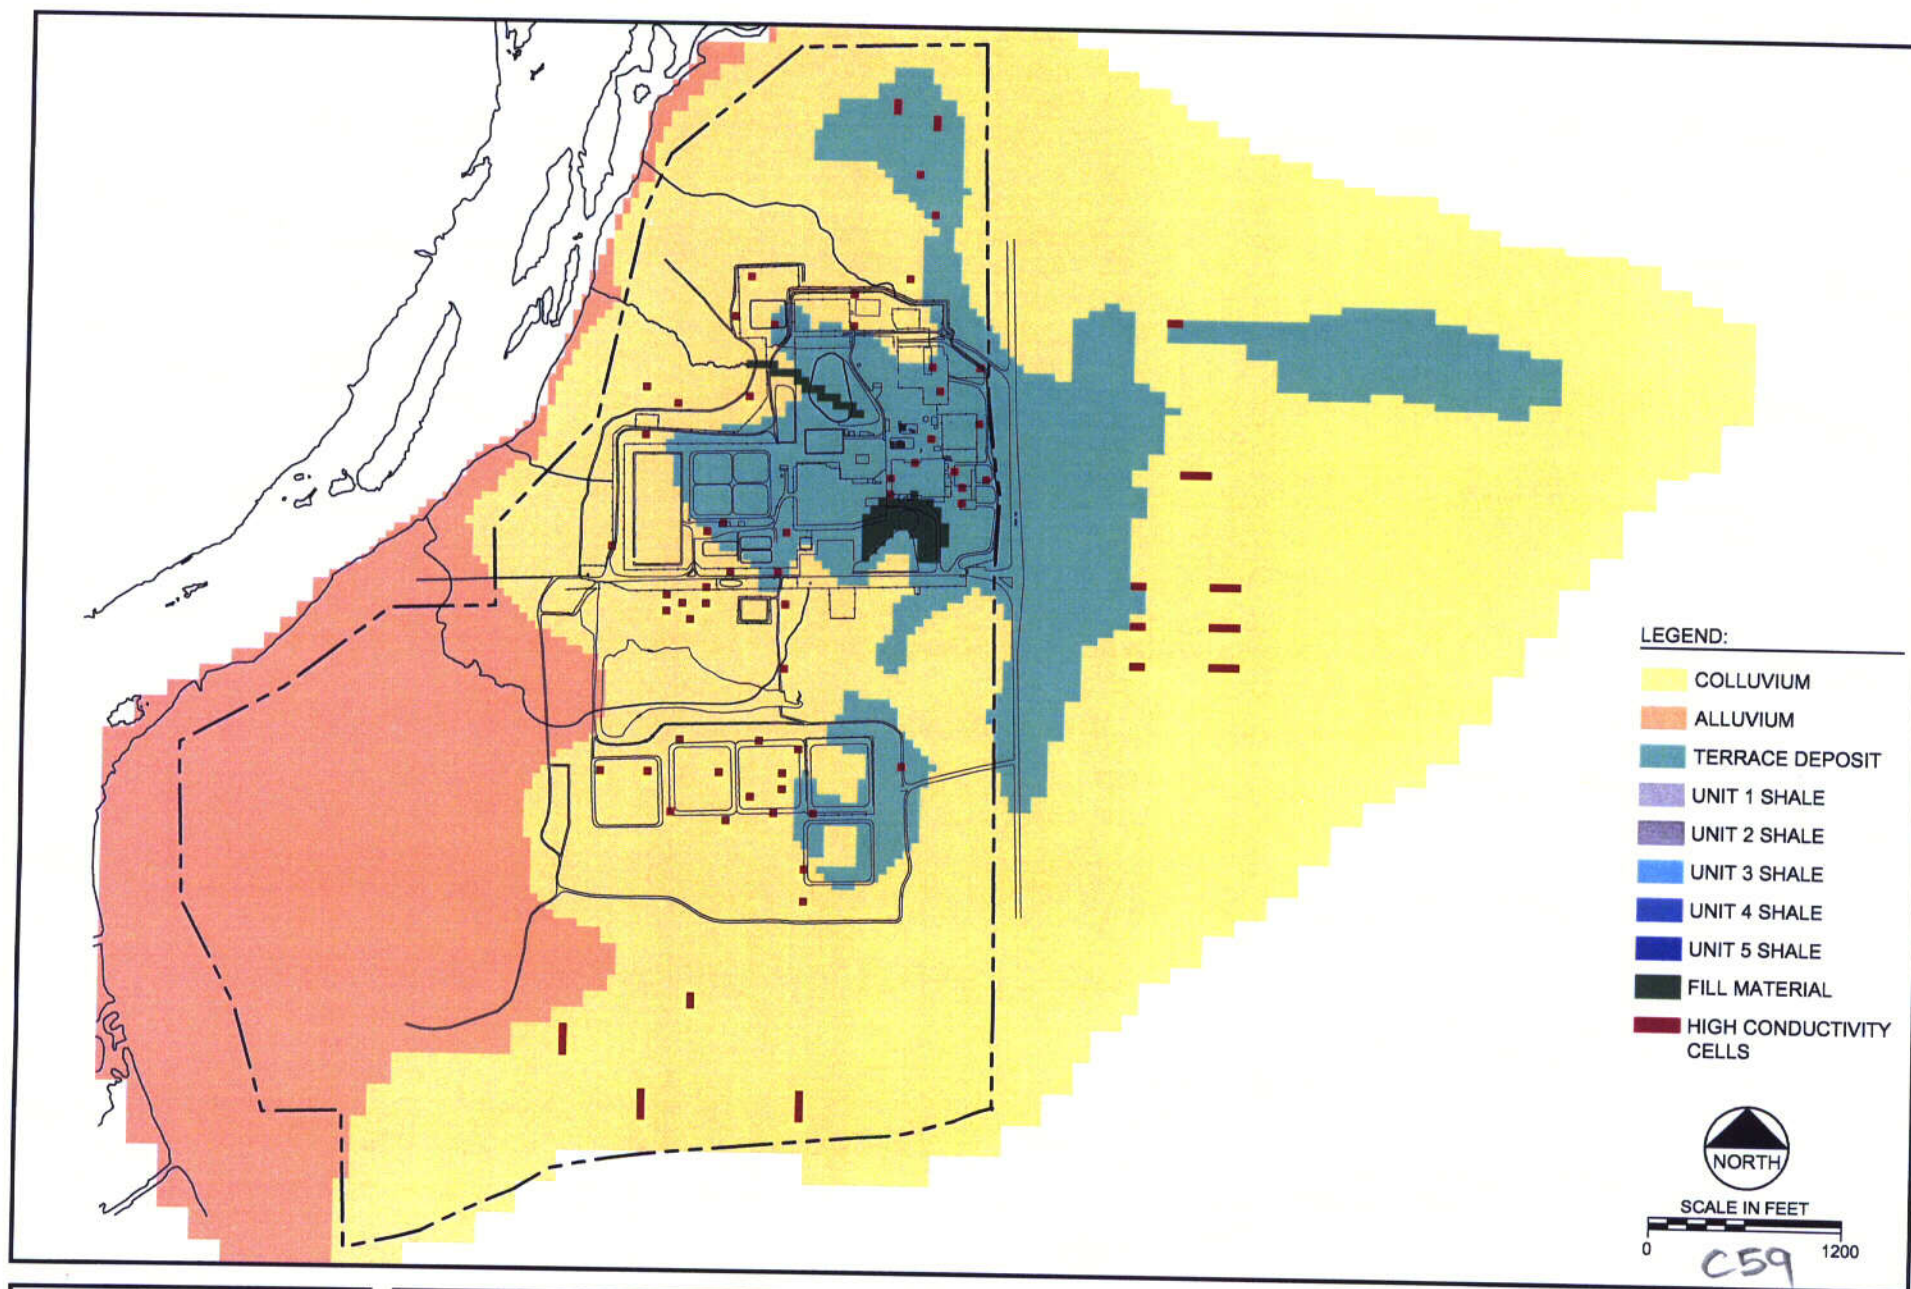 LEGEND:
COLLUVIUM
ALLUVIUM
TERRACE DEPOSIT
UNIT 1 SHALE
UNIT 2 SHALE
UNIT 3 SHALE
UNIT 4 SHALE
UNIT 5 SHALE
FILL MATERIAL
HIGH CONDUCTIVITY
CELLS
NORTH
SCALE IN FEET
0 1200
C59